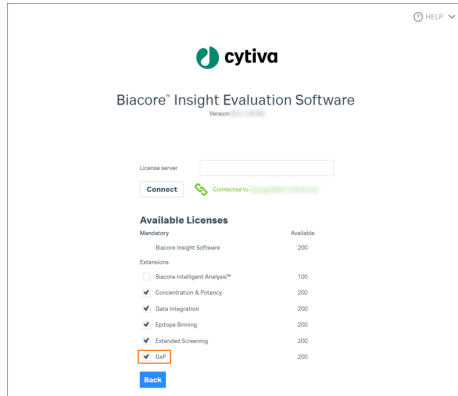 HELP
cytiva
Biacore™ Insight Evaluation Software
Version
License server
Connect
Connected to
Available Licenses
Mandatory Available
Biacore Insight Software 200
Extensions
Biacore Intelligent Analysis™ 100
Concentration & Potency 200
Data Integration 200
Epitope Binning 200
Extended Screening 200
GxP 200
Back